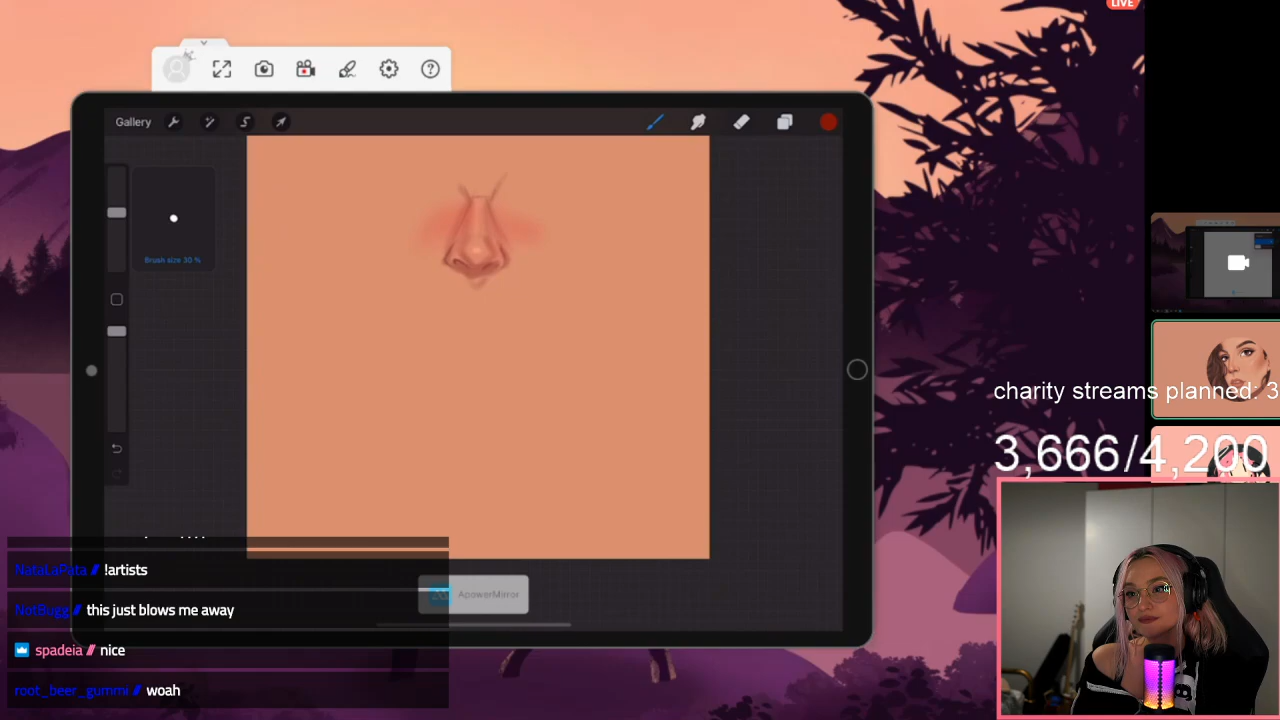 LIVE
Gallery
Brush size 30 %
charity streams planned: 3
3,666/4,200
NataLaPata // !artists
NotBugg // this just blows me away
ApowerMirror
spadeia // nice
root_beer_gummi // woah